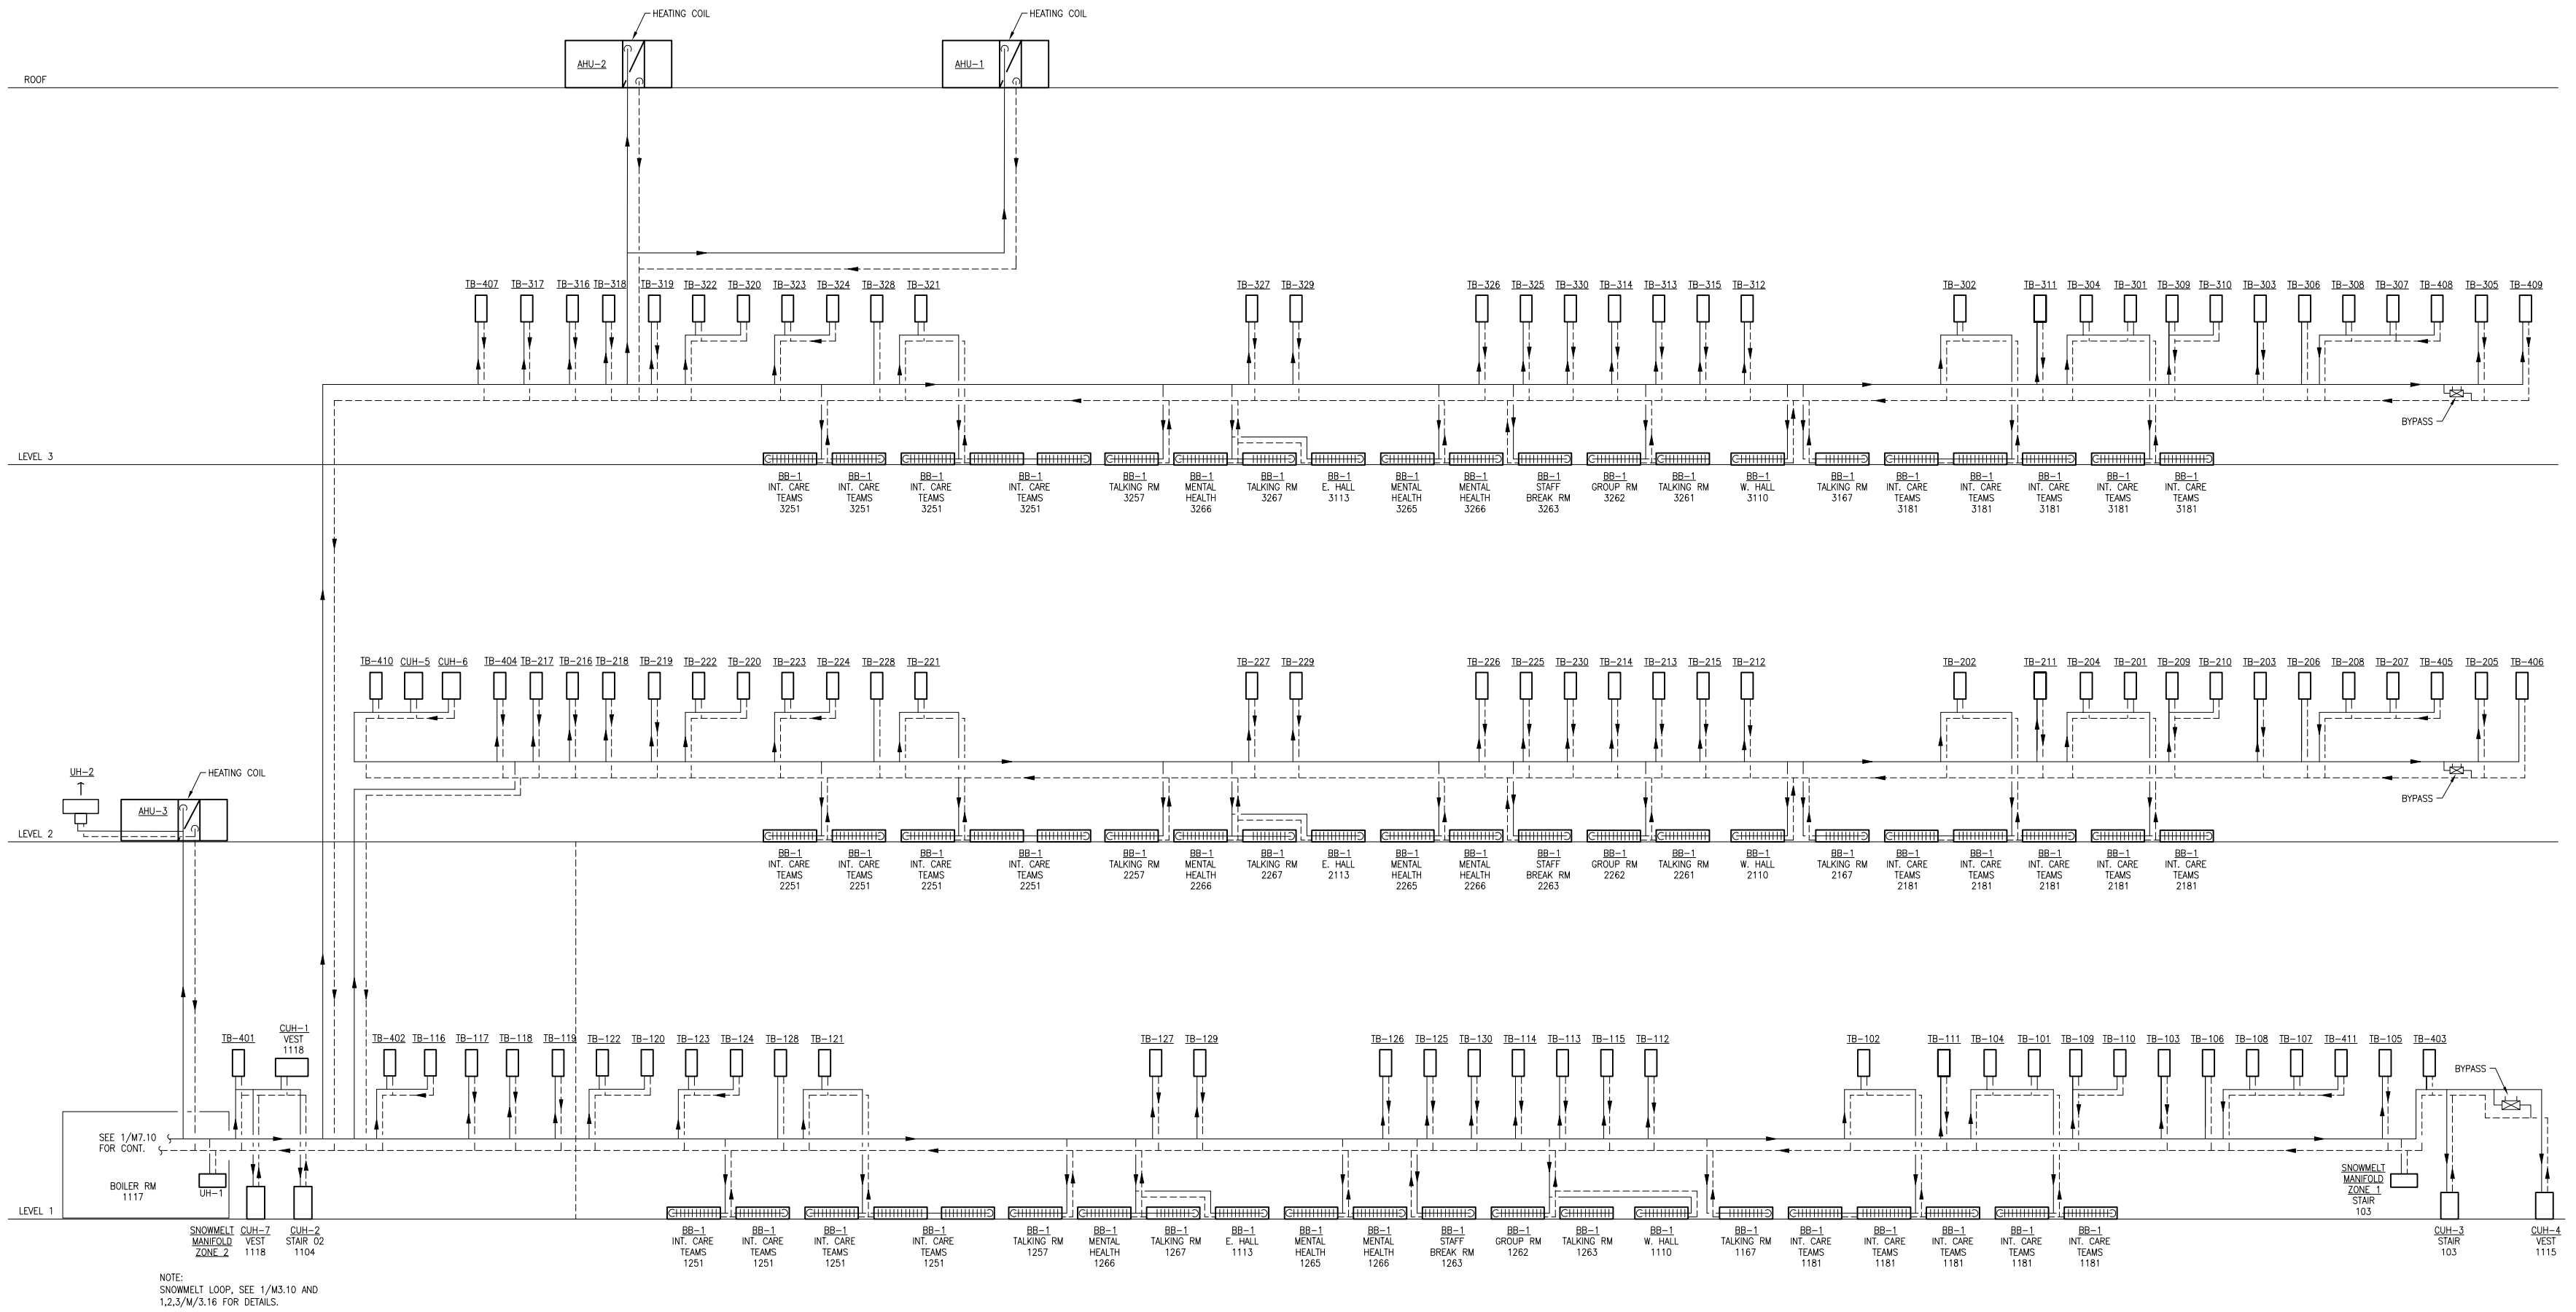 HEATING COIL
HEATING COIL
AHU-2
AHU-1
ROOF
TB-407 TB-317 TB-316 TB-318 TB-319 TB-322 TB-320 TB-323 TB-324 TB-328 TB-321 TB-327 TB-329 TB-326 TB-325 TB-330 TB-314 TB-313 TB-315 TB-312 TB-302 TB-311 TB-304 TB-301 TB-309 TB-310 TB-303 TB-306 TB-308 TB-307 TB-408 TB-305 TB-409
BYPASS
LEVEL 3
BB-1
INT. CARE
TEAMS
3251
BB-1
INT. CARE
TEAMS
3251
BB-1
INT. CARE
TEAMS
3251
BB-1
INT. CARE
TEAMS
3251
BB-1
TALKING RM
3257
BB-1
MENTAL
HEALTH
3266
BB-1
TALKING RM
3267
BB-1
E. HALL
3113
BB-1
MENTAL
HEALTH
3265
BB-1
MENTAL
HEALTH
3266
BB-1
STAFF
BREAK RM
3263
BB-1
GROUP RM
3262
BB-1
TALKING RM
3261
BB-1
W. HALL
3110
BB-1
TALKING RM
3167
BB-1
INT. CARE
TEAMS
3181
BB-1
INT. CARE
TEAMS
3181
BB-1
INT. CARE
TEAMS
3181
BB-1
INT. CARE
TEAMS
3181
BB-1
INT. CARE
TEAMS
3181
TB-410 CUH-5 CUH-6 TB-404 TB-217 TB-216 TB-218 TB-219 TB-222 TB-220 TB-223 TB-224 TB-228 TB-221 TB-227 TB-229 TB-226 TB-225 TB-230 TB-214 TB-213 TB-215 TB-212 TB-202 TB-211 TB-204 TB-201 TB-209 TB-210 TB-203 TB-206 TB-208 TB-207 TB-405 TB-205 TB-406
UH-2
HEATING COIL
AHU-3
BYPASS
LEVEL 2
BB-1
INT. CARE
TEAMS
2251
BB-1
INT. CARE
TEAMS
2251
BB-1
INT. CARE
TEAMS
2251
BB-1
INT. CARE
TEAMS
2251
BB-1
TALKING RM
2257
BB-1
MENTAL
HEALTH
2266
BB-1
TALKING RM
2267
BB-1
E. HALL
2113
BB-1
MENTAL
HEALTH
2265
BB-1
MENTAL
HEALTH
2266
BB-1
STAFF
BREAK RM
2263
BB-1
GROUP RM
2262
BB-1
TALKING RM
2261
BB-1
W. HALL
2110
BB-1
TALKING RM
2167
BB-1
INT. CARE
TEAMS
2181
BB-1
INT. CARE
TEAMS
2181
BB-1
INT. CARE
TEAMS
2181
BB-1
INT. CARE
TEAMS
2181
BB-1
INT. CARE
TEAMS
2181
TB-401
CUH-1
VEST
1118
TB-402 TB-116 TB-117 TB-118 TB-119 TB-122 TB-120 TB-123 TB-124 TB-128 TB-121 TB-127 TB-129 TB-126 TB-125 TB-130 TB-114 TB-113 TB-115 TB-112 TB-102 TB-111 TB-104 TB-101 TB-109 TB-110 TB-103 TB-106 TB-108 TB-107 TB-411 TB-105 TB-403
BYPASS
SEE 1/M7.10
FOR CONT.
BOILER RM
1117
UH-1
SNOWMELT
MANIFOLD
ZONE 1
STAIR
103
LEVEL 1
SNOWMELT
MANIFOLD
ZONE 2
CUH-7
VEST
1118
CUH-2
STAIR 02
1104
BB-1
INT. CARE
TEAMS
1251
BB-1
INT. CARE
TEAMS
1251
BB-1
INT. CARE
TEAMS
1251
BB-1
INT. CARE
TEAMS
1251
BB-1
TALKING RM
1257
BB-1
MENTAL
HEALTH
1266
BB-1
TALKING RM
1267
BB-1
E. HALL
1113
BB-1
MENTAL
HEALTH
1265
BB-1
MENTAL
HEALTH
1266
BB-1
STAFF
BREAK RM
1263
BB-1
GROUP RM
1262
BB-1
TALKING RM
1263
BB-1
W. HALL
1110
BB-1
TALKING RM
1167
BB-1
INT. CARE
TEAMS
1181
BB-1
INT. CARE
TEAMS
1181
BB-1
INT. CARE
TEAMS
1181
BB-1
INT. CARE
TEAMS
1181
BB-1
INT. CARE
TEAMS
1181
CUH-3
STAIR
103
CUH-4
VEST
1115
NOTE:
SNOWMELT LOOP, SEE 1/M3.10 AND
1,2,3/M/3.16 FOR DETAILS.